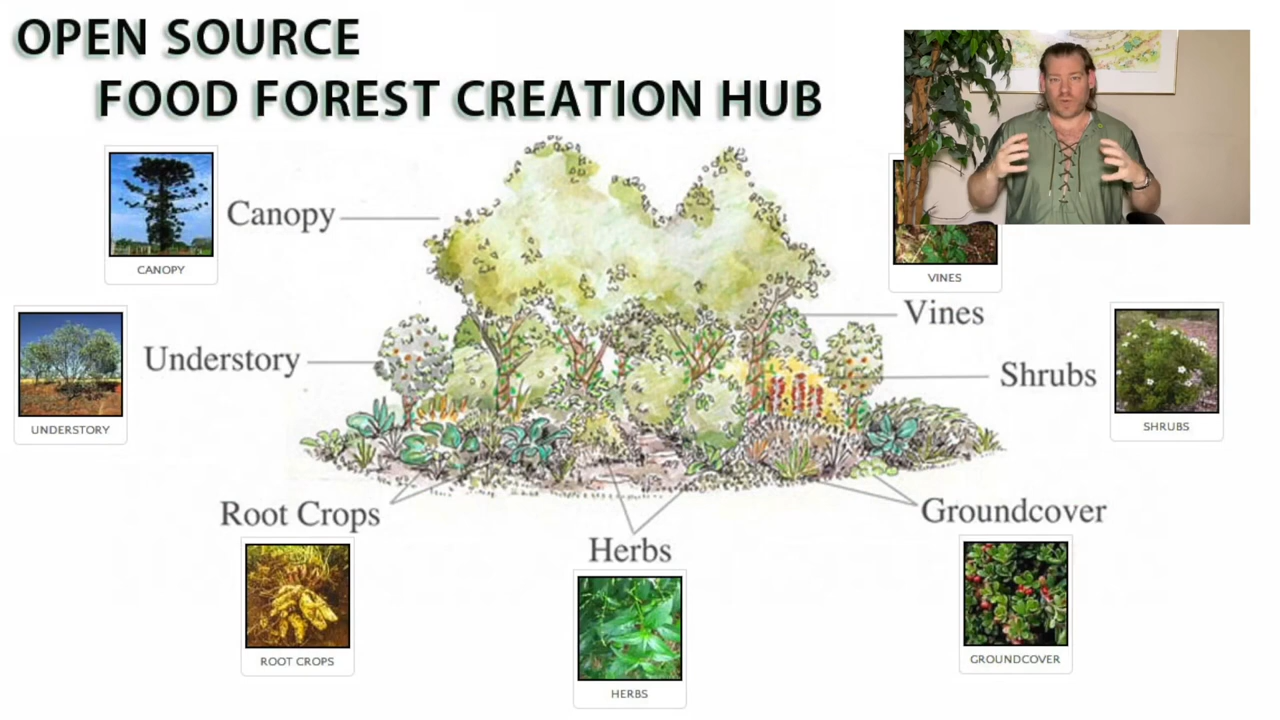 OPEN SOURCE
FOOD FOREST CREATION HUB
CANOPY
Canopy
VINES
Vines
UNDERSTORY
Understory
Shrubs
SHRUBS
Root Crops
Groundcover
Herbs
ROOT CROPS
HERBS
GROUNDCOVER